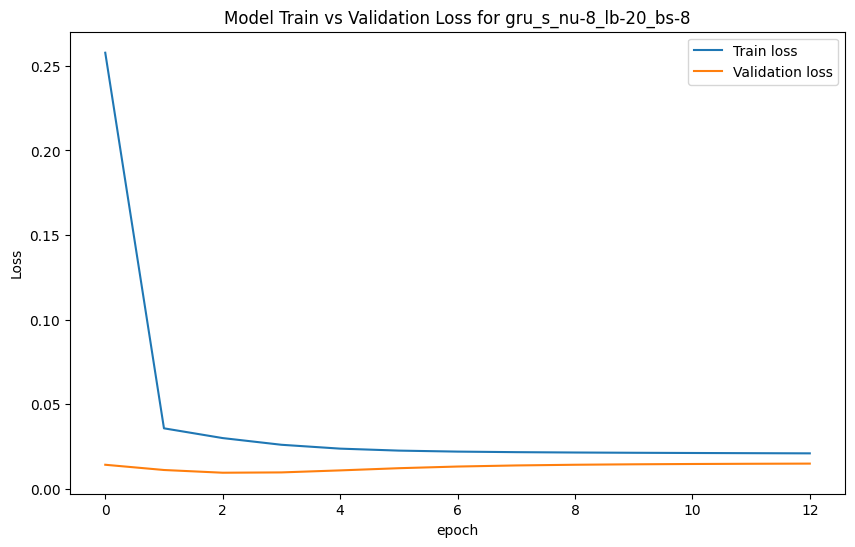 Model Train vs Validation Loss for gru_s_nu-8_lb-20_bs-8
Train loss
Validation loss
0.25
0.20
0.15
0.10
0.05
0.00
Loss
0 2 4 6 8 10 12
epoch